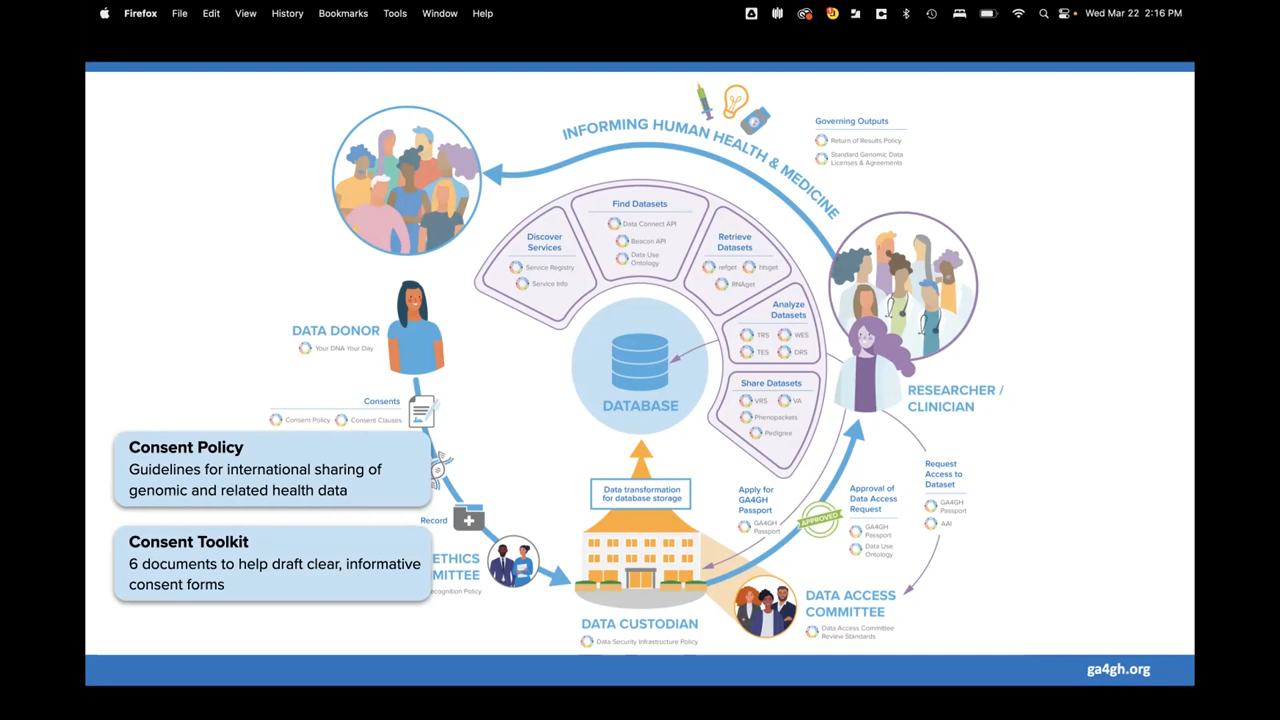 Firefox File Edit View History Bookmarks Tools Window Help
Wed Mar 22 2:16 PM
INFORMING HUMAN HEALTH & MEDICINE
Governing Outputs
Return of Results Policy
Standard Genomic Data
Licenses & Agreements
Discover
Services
Service Registry
Service Info
Find Datasets
Data Connect API
Beacon API
Data Use
Ontology
Retrieve
Datasets
refget htsget
RNAget
Analyze
Datasets
TRS WES
TES DRS
Share Datasets
VRS VA
Phenopackets
Pedigree
DATABASE
DATA DONOR
Your DNA Your Day
Consents
Consent Policy Consent Clauses
Consent Policy
Guidelines for international sharing of
genomic and related health data
Record
Consent Toolkit
6 documents to help draft clear, informative
consent forms
ETHICS
MITTEE
ecognition Policy
Data transformation
for database storage
DATA CUSTODIAN
Data Security Infrastructure Policy
Apply for
GA4GH
Passport
GA4GH
Passport
APPROVED
Approval of
Data Access
Request
GA4GH
Passport
Data Use
Ontology
RESEARCHER /
CLINICIAN
Request
Access to
Dataset
GA4GH
Passport
AAI
DATA ACCESS
COMMITTEE
Data Access Committee
Review Standards
ga4gh.org